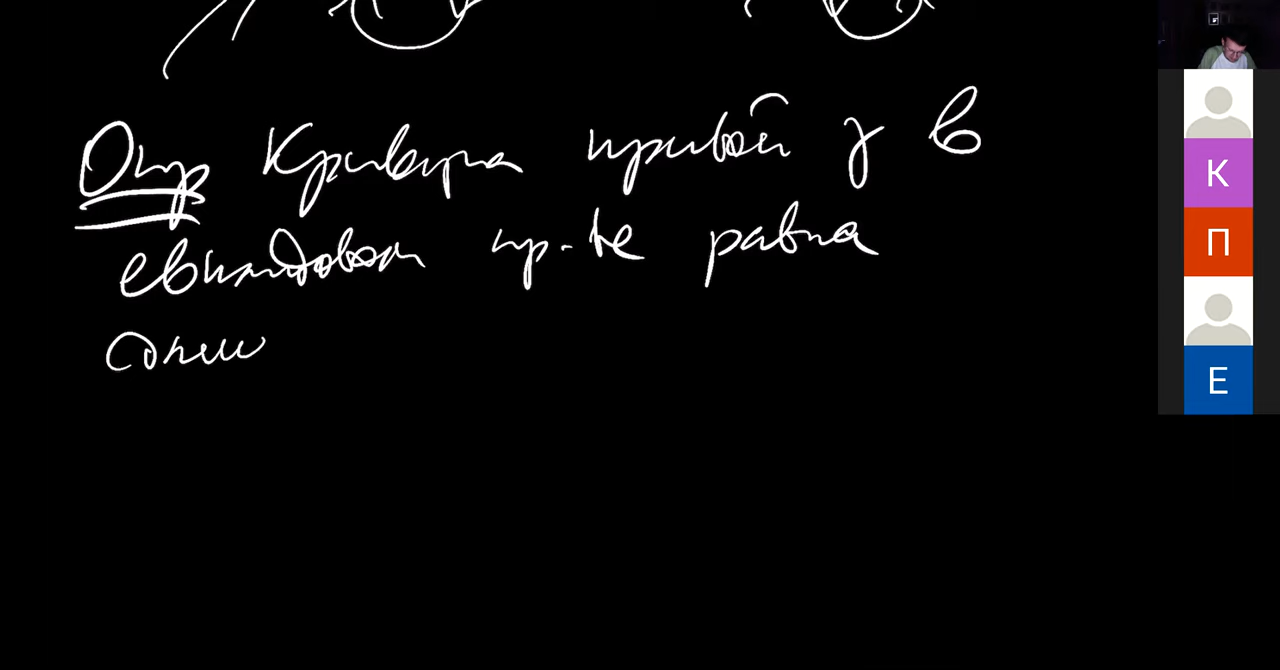 Опр Кривизна кривой γ в
евклидовом пр-ве равна
К
П
Е